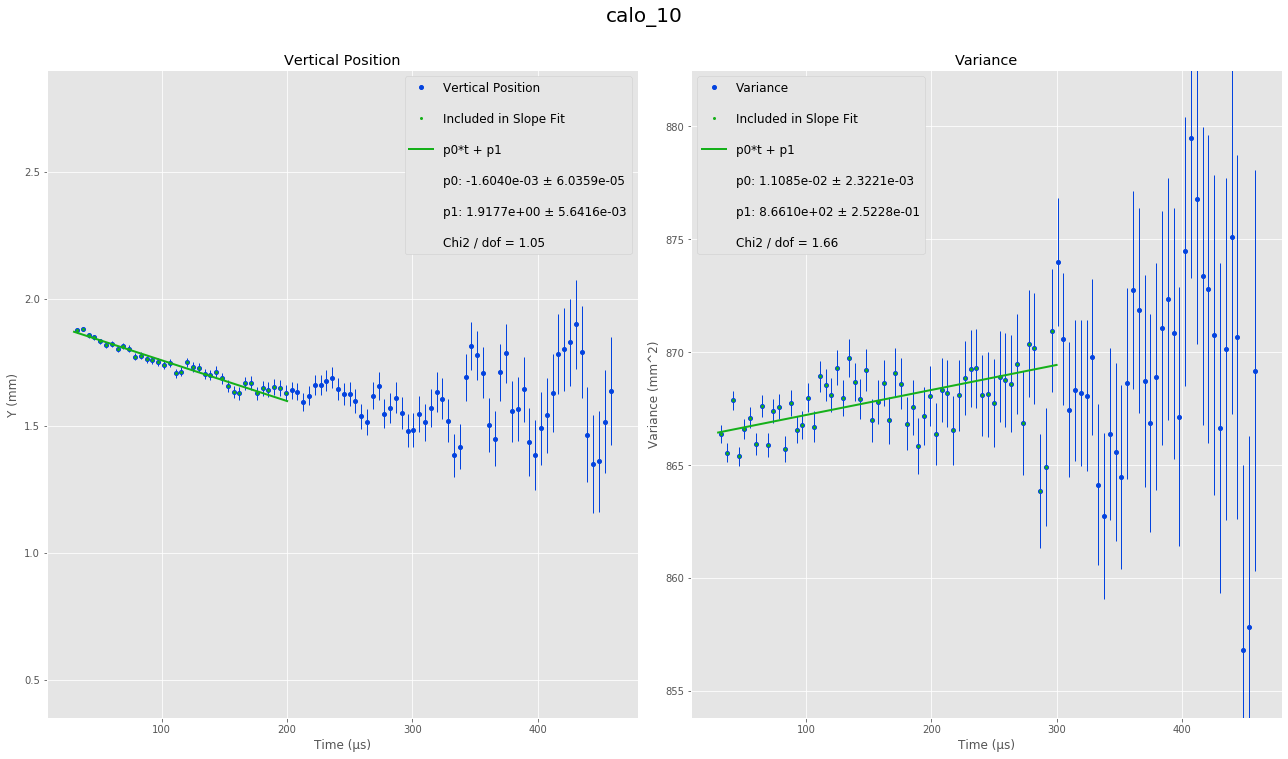 calo_10
Vertical Position
Vertical Position
Included in Slope Fit
p0*t + p1
p0: -1.6040e-03 ± 6.0359e-05
p1: 1.9177e+00 ± 5.6416e-03
Chi2 / dof = 1.05
2.5
2.0
1.5
1.0
0.5
Y (mm)
100
200
300
400
Time (μs)
Variance
Variance
Included in Slope Fit
p0*t + p1
p0: 1.1085e-02 ± 2.3221e-03
p1: 8.6610e+02 ± 2.5228e-01
Chi2 / dof = 1.66
880
875
870
865
860
855
Variance (mm^2)
100
200
300
400
Time (μs)